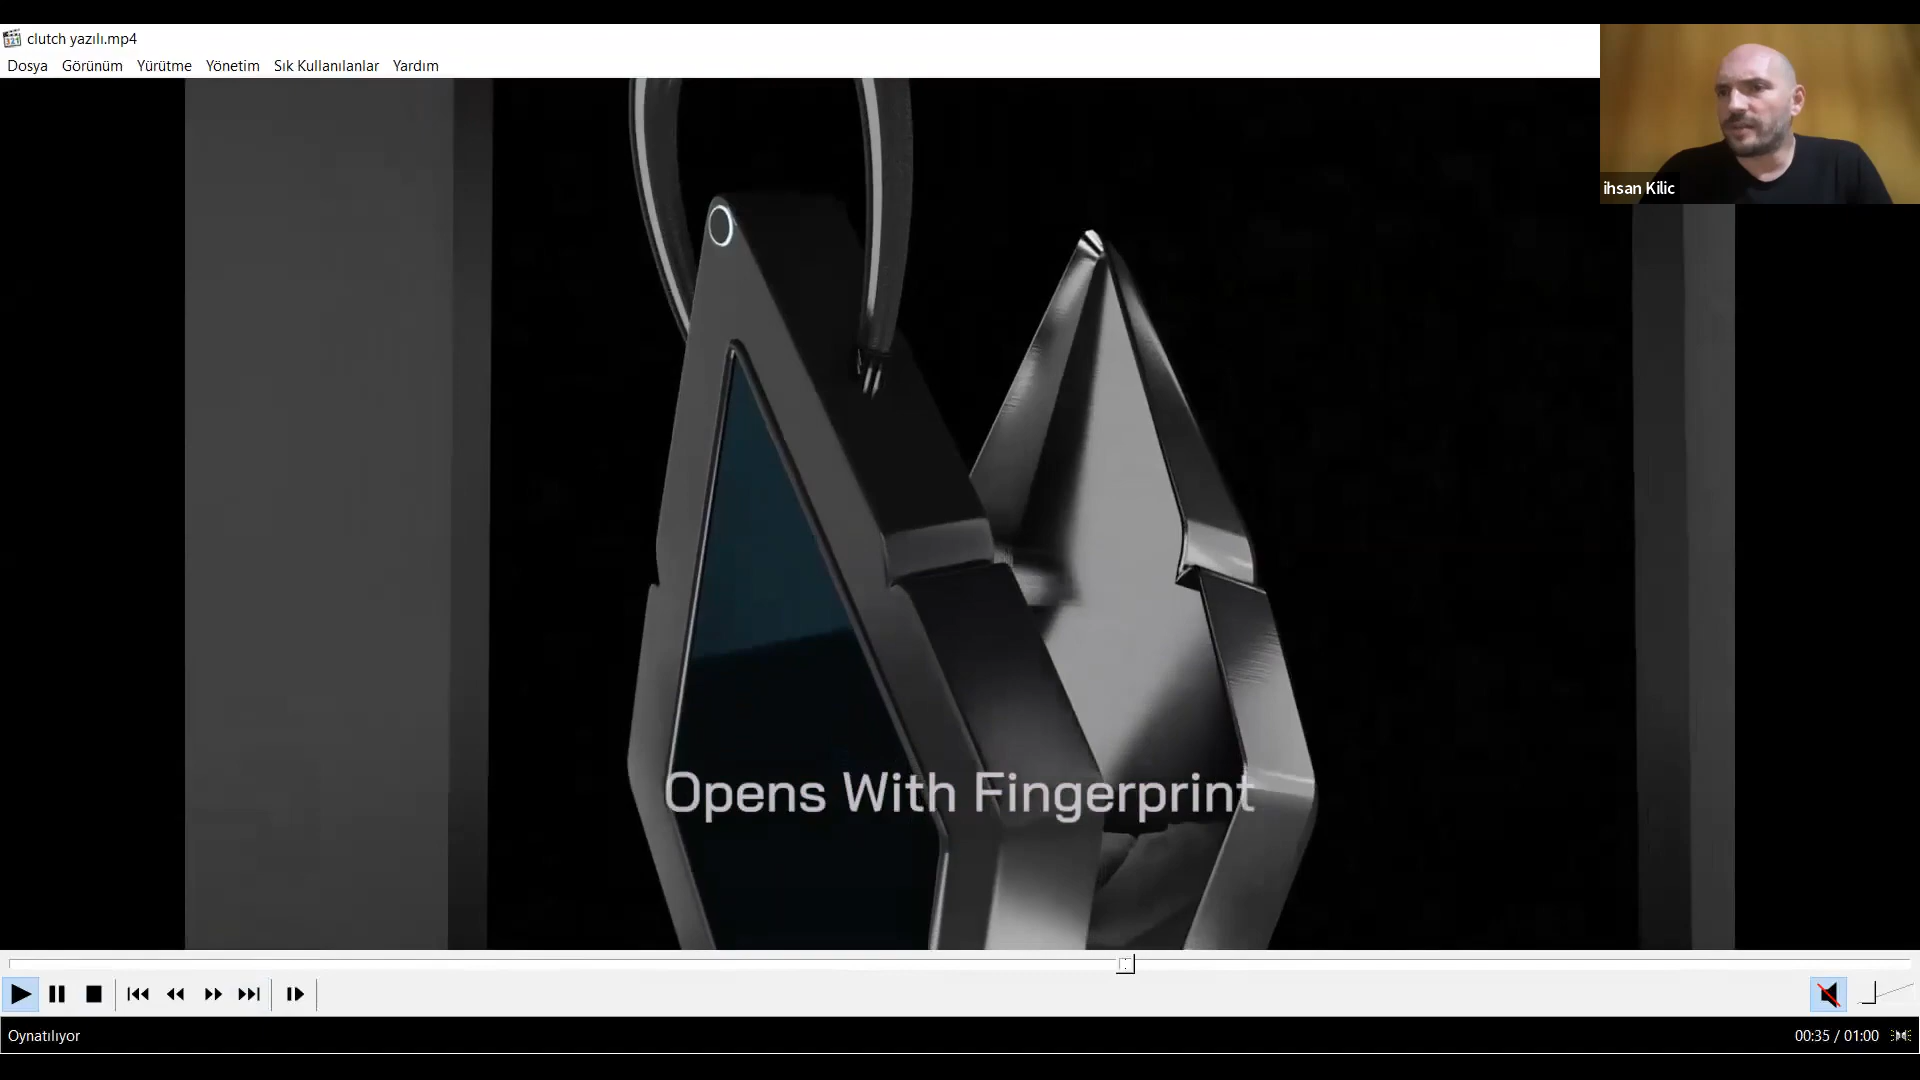 clutch yazılı.mp4
Dosya Görünüm Yürütme Yönetim Sık Kullanılanlar Yardım
ihsan Kilic
Opens With Fingerprint
Oynatılıyor
00:35 / 01:00